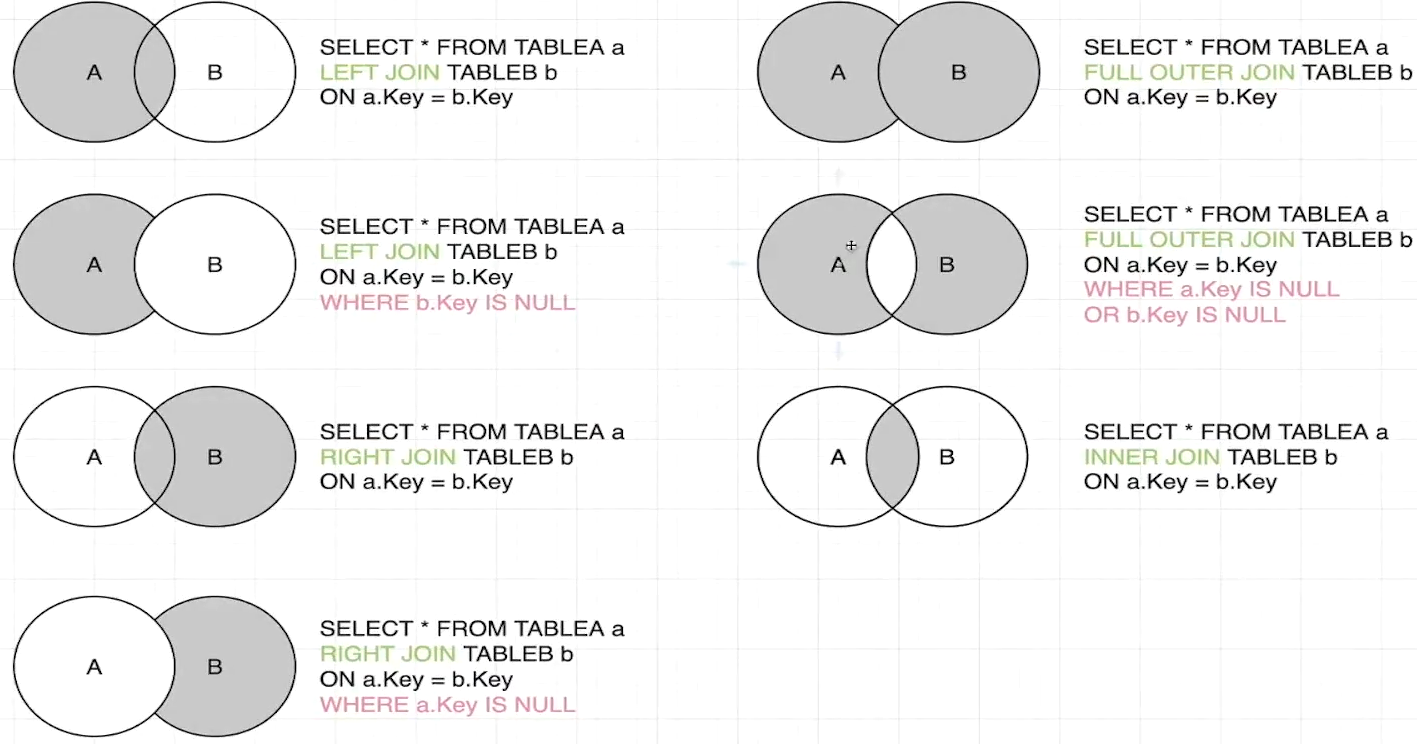 A
B
SELECT * FROM TABLEA a
LEFT JOIN TABLEB b
ON a.Key = b.Key
A
B
SELECT * FROM TABLEA a
LEFT JOIN TABLEB b
ON a.Key = b.Key
WHERE b.Key IS NULL
A
B
SELECT * FROM TABLEA a
RIGHT JOIN TABLEB b
ON a.Key = b.Key
A
B
SELECT * FROM TABLEA a
RIGHT JOIN TABLEB b
ON a.Key = b.Key
WHERE a.Key IS NULL
A
B
SELECT * FROM TABLEA a
FULL OUTER JOIN TABLEB b
ON a.Key = b.Key
A
B
SELECT * FROM TABLEA a
FULL OUTER JOIN TABLEB b
ON a.Key = b.Key
WHERE a.Key IS NULL
OR b.Key IS NULL
A
B
SELECT * FROM TABLEA a
INNER JOIN TABLEB b
ON a.Key = b.Key